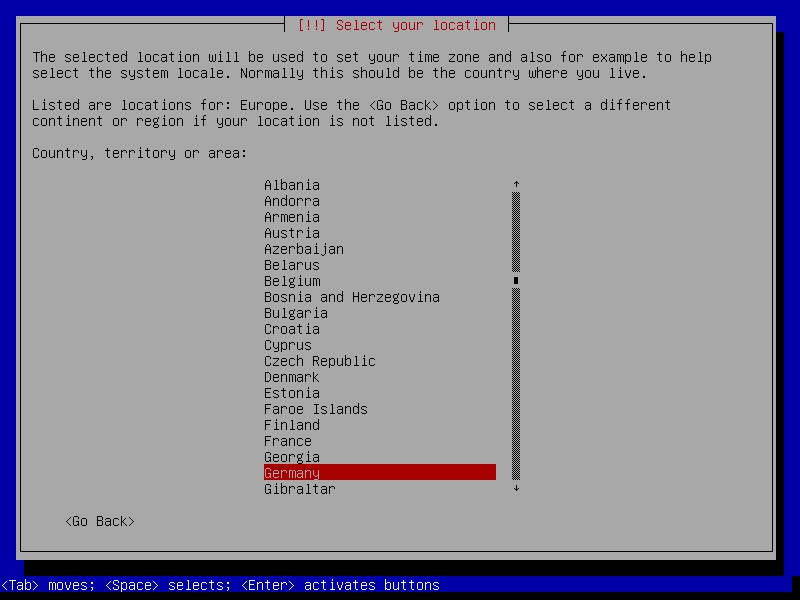 [!!] Select your location
The selected location will be used to set your time zone and also for example to help
select the system locale. Normally this should be the country where you live.
Listed are locations for: Europe. Use the <Go Back> option to select a different
continent or region if your location is not listed.
Country, territory or area:
Albania
Andorra
Armenia
Austria
Azerbaijan
Belarus
Belgium
Bosnia and Herzegovina
Bulgaria
Croatia
Cyprus
Czech Republic
Denmark
Estonia
Faroe Islands
Finland
France
Georgia
Germany
Gibraltar
<Go Back>
<Tab> moves; <Space> selects; <Enter> activates buttons